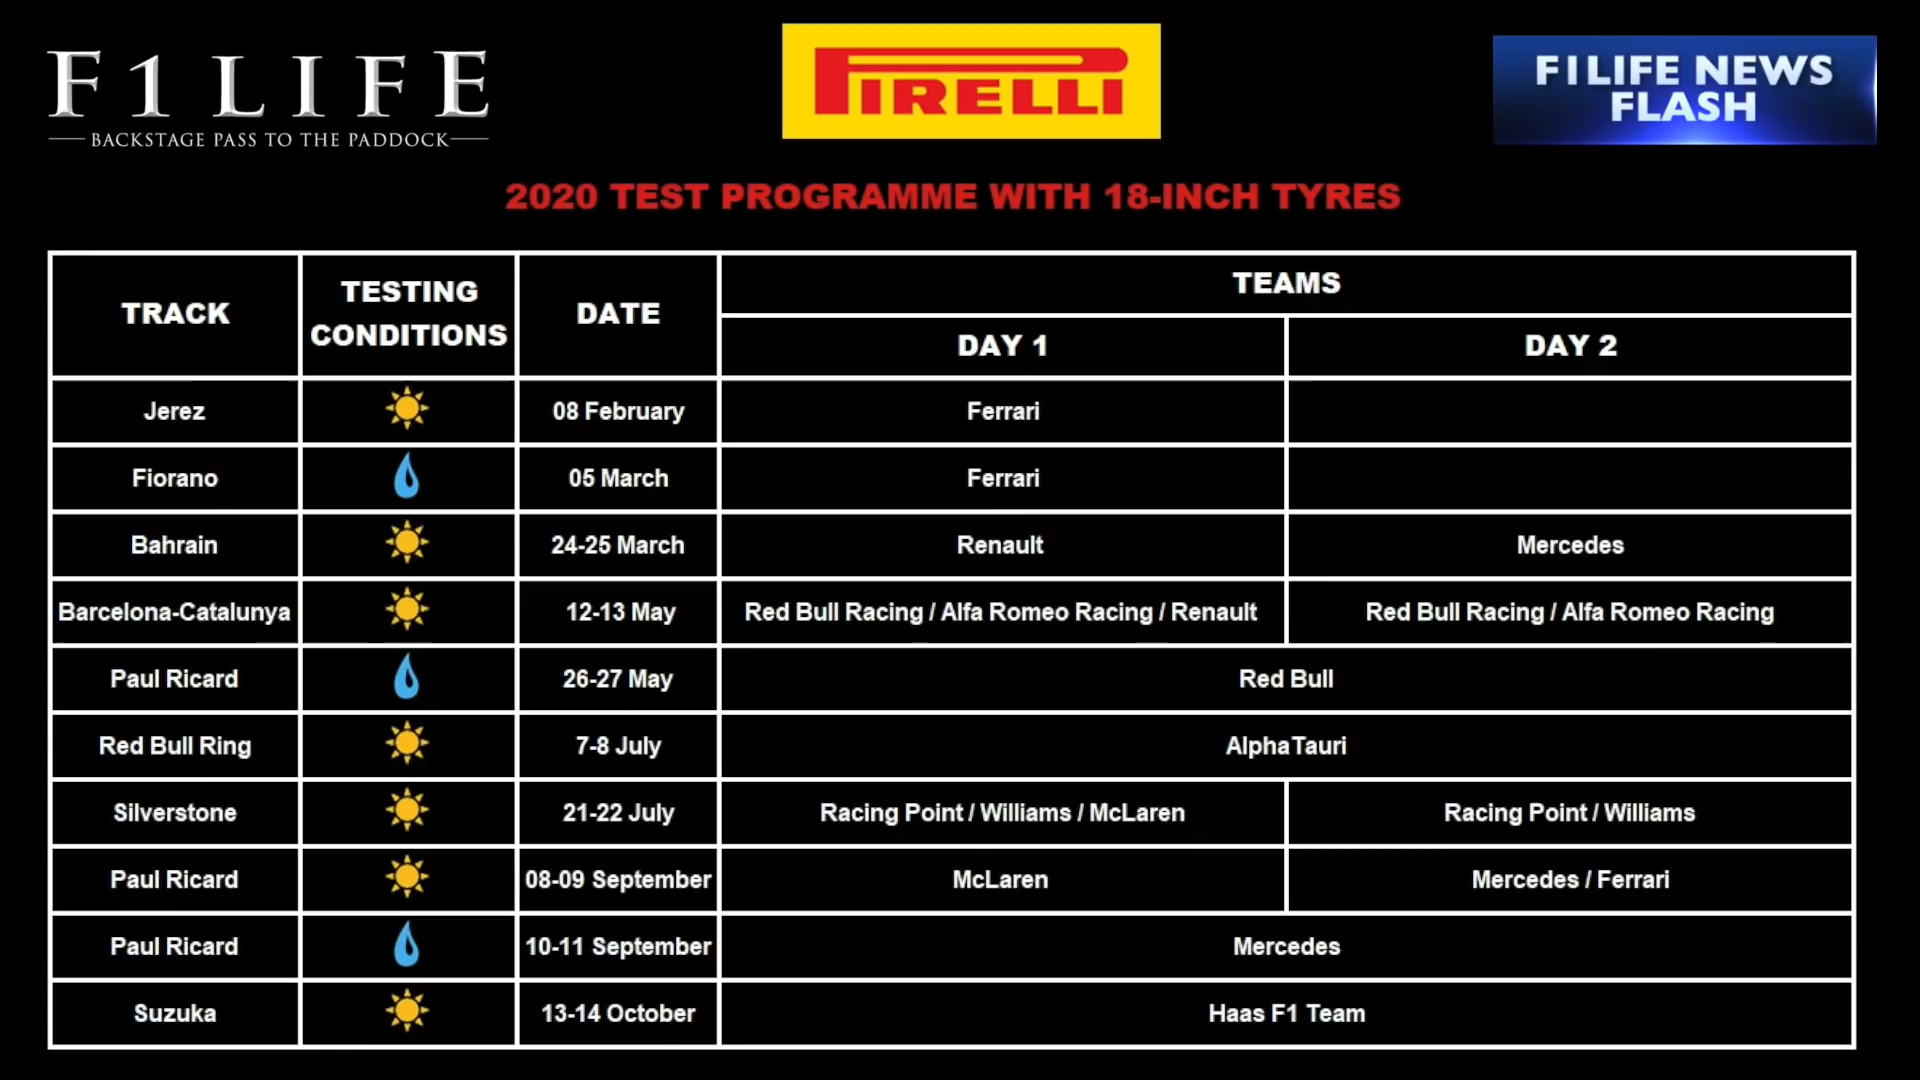 F1 LIFE
BACKSTAGE PASS TO THE PADDOCK
PIRELLI
F1LIFE NEWS
FLASH
2020 TEST PROGRAMME WITH 18-INCH TYRES
TRACK
TESTING
CONDITIONS
DATE
TEAMS
DAY 1
DAY 2
Jerez 08 February Ferrari
Fiorano 05 March Ferrari
Bahrain 24-25 March Renault Mercedes
Barcelona-Catalunya 12-13 May Red Bull Racing / Alfa Romeo Racing / Renault Red Bull Racing / Alfa Romeo Racing
Paul Ricard 26-27 May Red Bull
Red Bull Ring 7-8 July AlphaTauri
Silverstone 21-22 July Racing Point / Williams / McLaren Racing Point / Williams
Paul Ricard 08-09 September McLaren Mercedes / Ferrari
Paul Ricard 10-11 September Mercedes
Suzuka 13-14 October Haas F1 Team